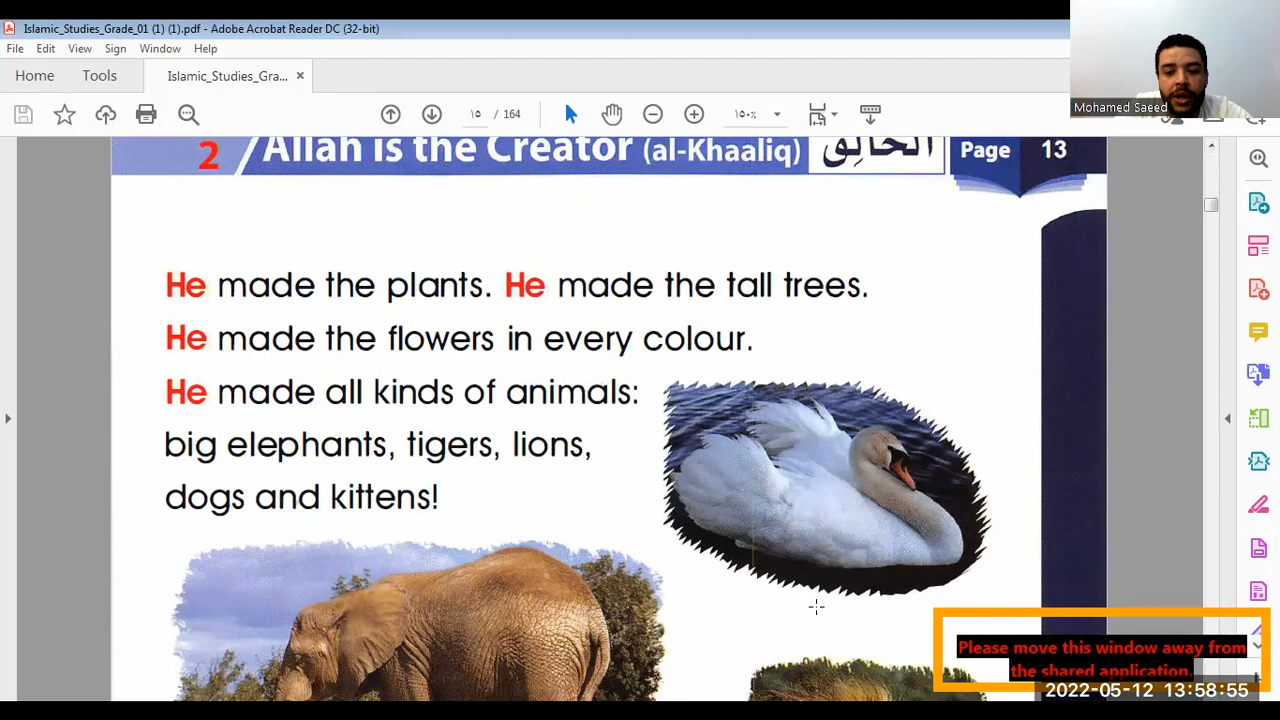 Islamic_Studies_Grade_01 (1) (1).pdf - Adobe Acrobat Reader DC (32-bit)
File Edit View Sign Window Help
Home Tools Islamic_Studies_Gra... ×
/ 164
١٥٠%
Mohamed Saeed
2 Allah is the Creator (al-Khaaliq) الخَالِق Page 13
He made the plants. He made the tall trees.
He made the flowers in every colour.
He made all kinds of animals:
big elephants, tigers, lions,
dogs and kittens!
Please move this window away from
the shared application.
2022-05-12 13:58:55